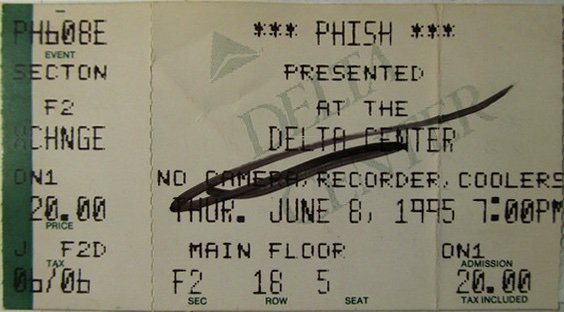 PH608E
EVENT
SECTON
F2
XCHNGE
ON1
20.00
PRICE
J F2D
TAX
06/06
*** PHISH ***
PRESENTED
AT THE
DELTA CENTER
NO CAMERA, RECORDER, COOLERS
THUR. JUNE 8, 1995 7:00PM
MAIN FLOOR ON1
ADMISSION
F2 18 5 20.00
SEC ROW SEAT TAX INCLUDED
DELTA
CENTER